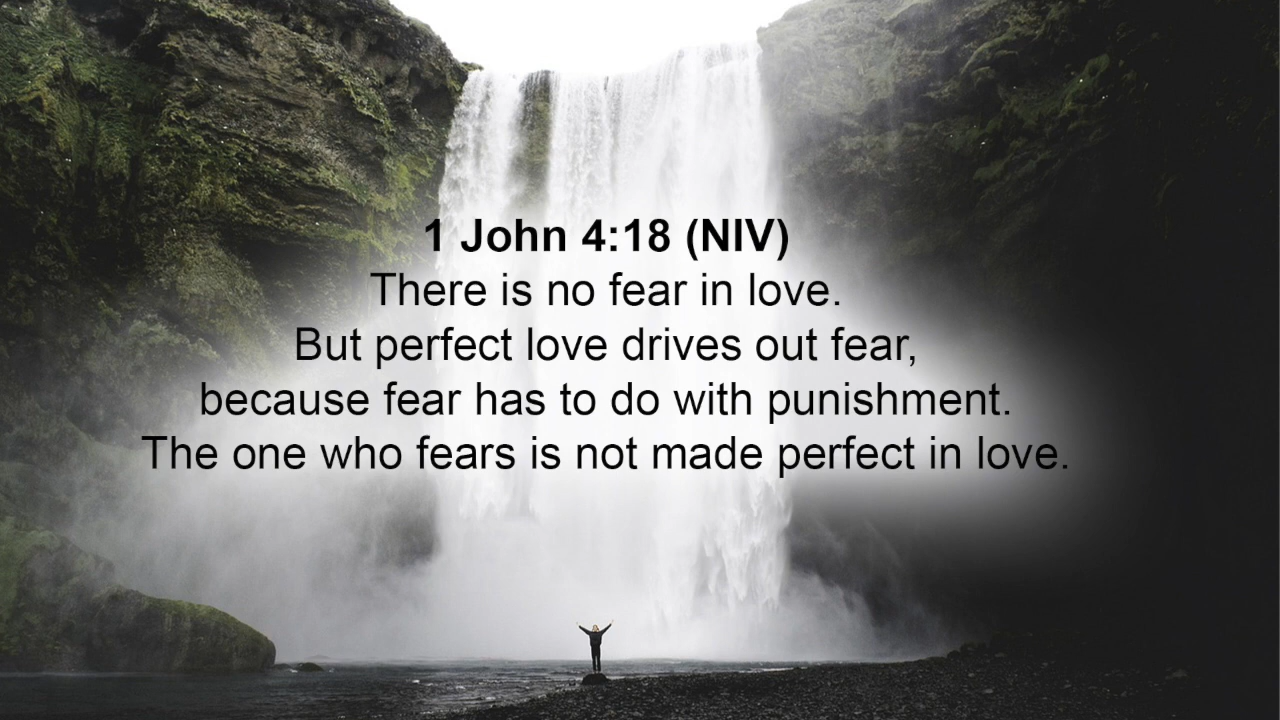 1 John 4:18 (NIV)
There is no fear in love.
But perfect love drives out fear,
because fear has to do with punishment.
The one who fears is not made perfect in love.